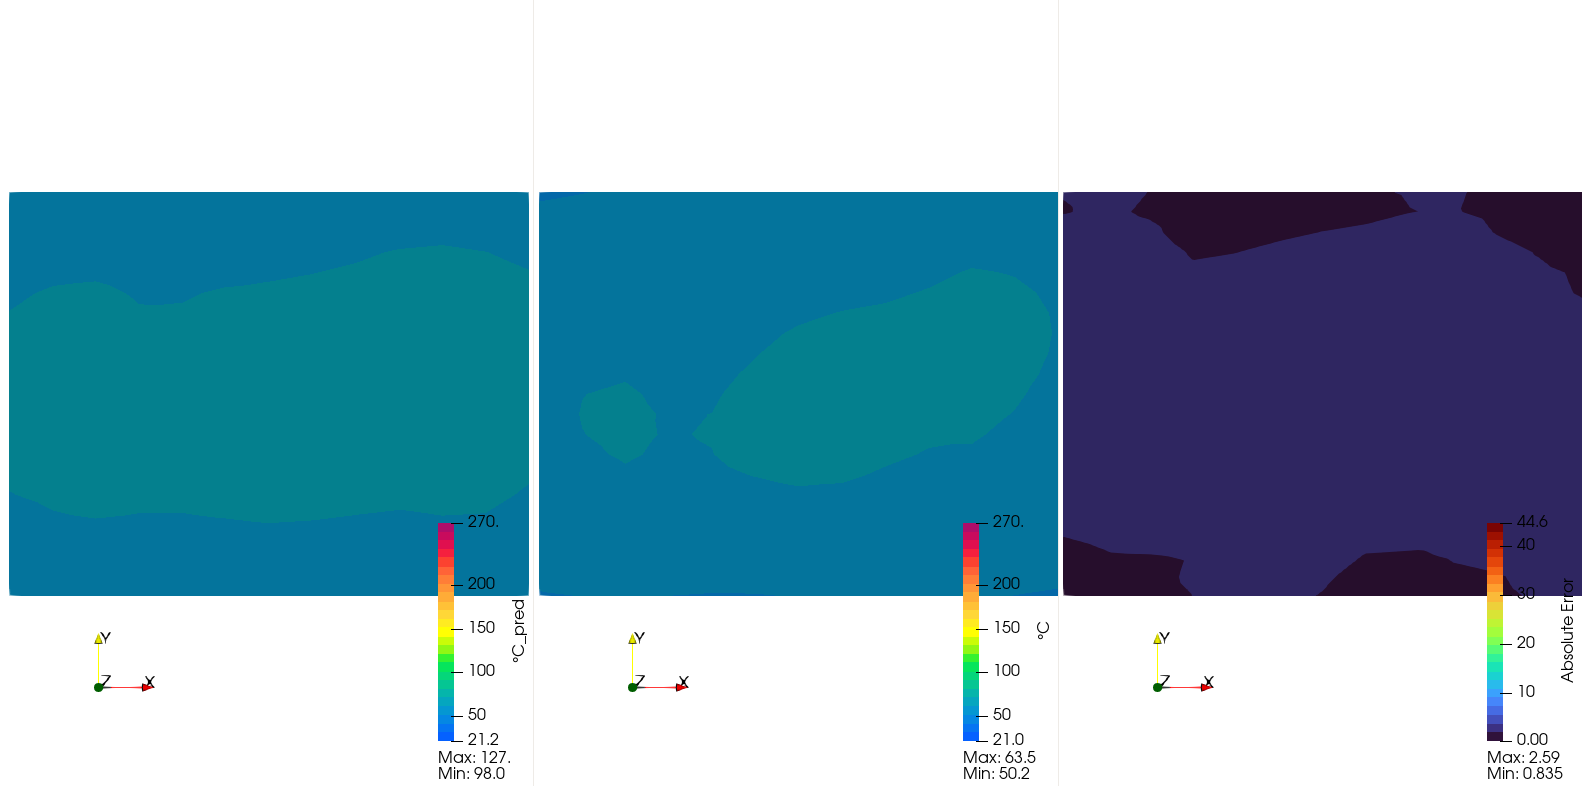 270.
200
150
100
50
21.2
°C_pred
Max: 127.
Min: 98.0
Y
Z
X
270.
200
150
100
50
21.0
°C
Max: 63.5
Min: 50.2
Y
Z
X
44.6
40
30
20
10
0.00
Absolute Error
Max: 2.59
Min: 0.835
Y
Z
X